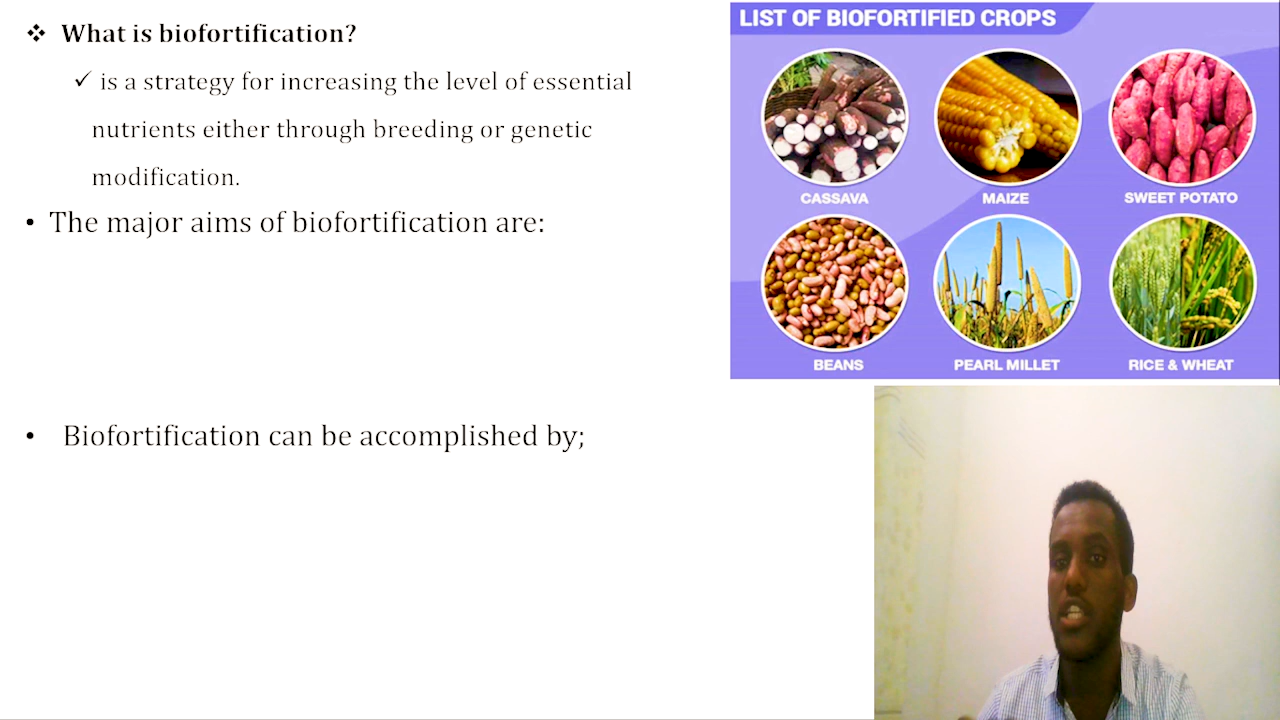 ❖ What is biofortification?
✓ is a strategy for increasing the level of essential
nutrients either through breeding or genetic
modification.
• The major aims of biofortification are:
• Biofortification can be accomplished by;
LIST OF BIOFORTIFIED CROPS
CASSAVA
MAIZE
SWEET POTATO
BEANS
PEARL MILLET
RICE & WHEAT